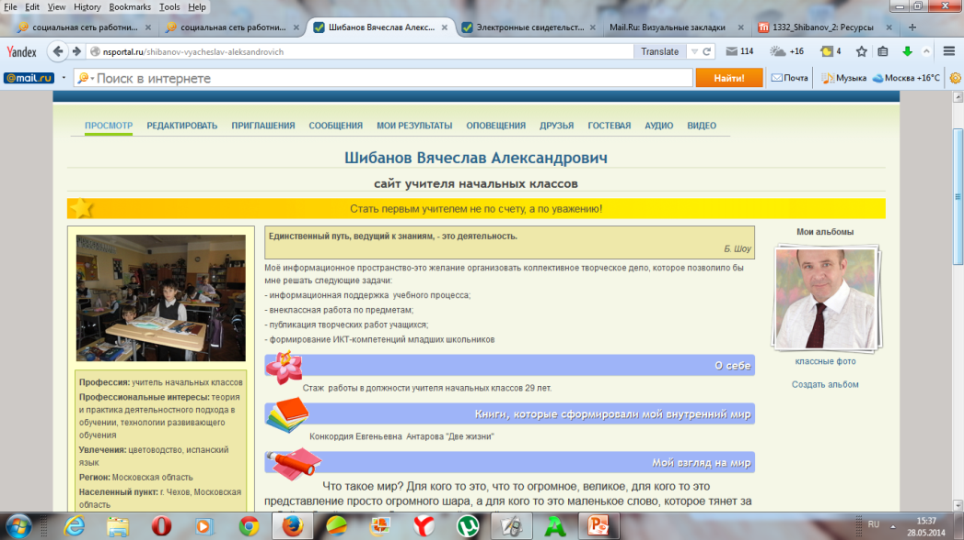 File Edit View History Bookmarks Tools Help
социальная сеть работни... социальная сеть работни... Шибанов Вячеслав Алекс... Электронные свидетельст... Mail.Ru: Визуальные закладки 1332_Shibanov_2: Ресурсы
Yandex nsportal.ru/shibanov-vyacheslav-aleksandrovich Translate 114 +16 4
@mail.ru Поиск в интернете Найти! Почта Музыка Москва +16°C
ПРОСМОТР РЕДАКТИРОВАТЬ ПРИГЛАШЕНИЯ СООБЩЕНИЯ МОИ РЕЗУЛЬТАТЫ ОПОВЕЩЕНИЯ ДРУЗЬЯ ГОСТЕВАЯ АУДИО ВИДЕО
Шибанов Вячеслав Александрович
сайт учителя начальных классов
Стать первым учителем не по счету, а по уважению!
Единственный путь, ведущий к знаниям, - это деятельность.
Б. Шоу
Моё информационное пространство-это желание организовать коллективное творческое дело, которое позволило бы
мне решать следующие задачи:
- информационная поддержка учебного процесса;
- внеклассная работа по предметам;
- публикация творческих работ учащихся;
- формирование ИКТ-компетенций младших школьников
О себе
Стаж работы в должности учителя начальных классов 29 лет.
Книги, которые сформировали мой внутренний мир
Конкордия Евгеньевна Антарова "Две жизни"
Мой взгляд на мир
Что такое мир? Для кого то это, что то огромное, великое, для кого то это
представление просто огромного шара, а для кого то это маленькое слово, которое тянет за
Профессия: учитель начальных классов
Профессиональные интересы: теория
и практика деятельностного подхода в
обучении, технологии развивающего
обучения
Увлечения: цветоводство, испанский
язык
Регион: Московская область
Населенный пункт: г. Чехов, Московская
область
Мои альбомы
классные фото
Создать альбом
RU 15:37
28.05.2014